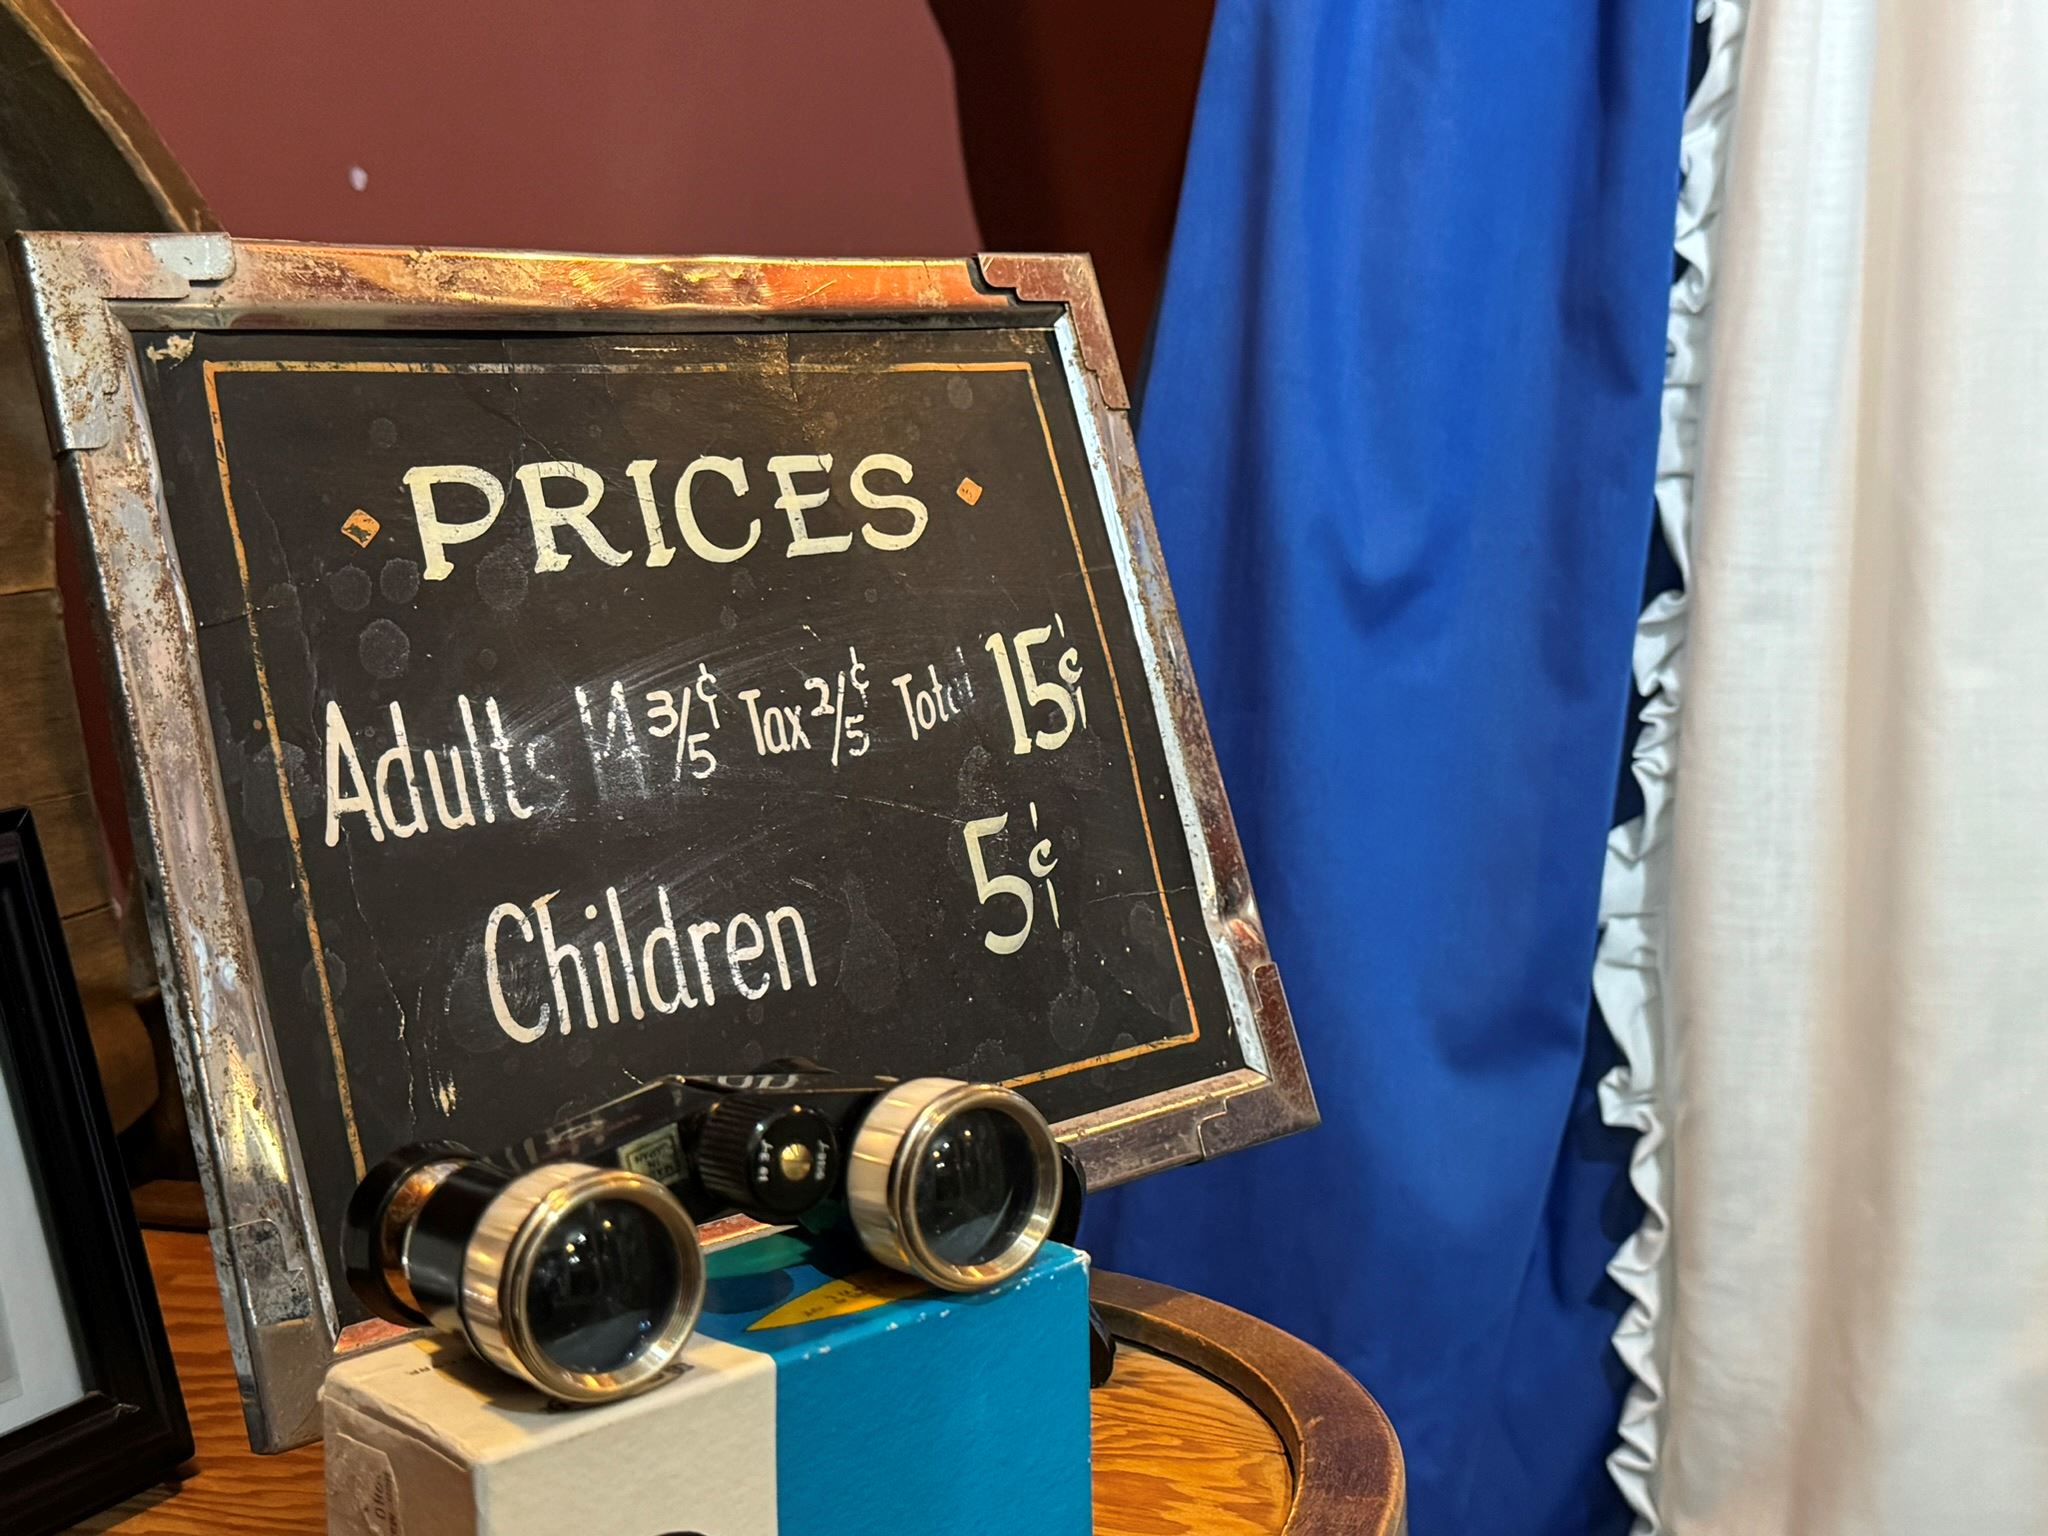 PRICES
Adults 14 3/5¢ Tax 2/5¢ Total 15¢
Children 5¢